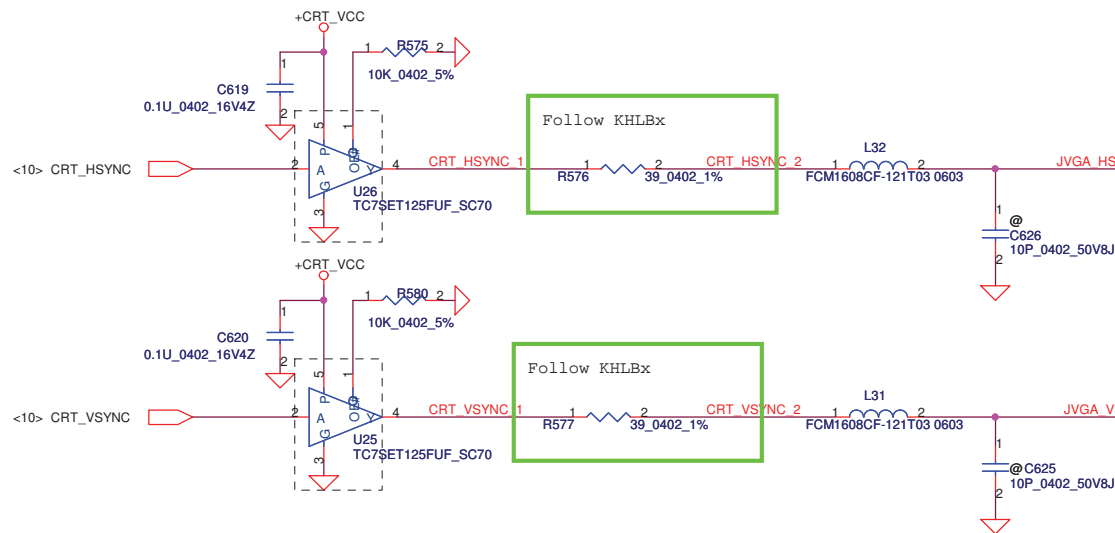 +CRT_VCC
1 R575 2
10K_0402_5%
1
C619
0.1U_0402_16V4Z
2
5 1
P OE#
<10> CRT_HSYNC 2 A Y 4 CRT_HSYNC_1
G
3
U26
TC7SET125FUF_SC70
Follow KHLBx
1 2 CRT_HSYNC_2
R576 39_0402_1%
L32
1 2 JVGA_HS
FCM1608CF-121T03 0603
1
@
C626
10P_0402_50V8J
2
+CRT_VCC
1 R580 2
10K_0402_5%
1
C620
0.1U_0402_16V4Z
2
5 1
P OE#
<10> CRT_VSYNC 2 A Y 4 CRT_VSYNC_1
G
3
U25
TC7SET125FUF_SC70
Follow KHLBx
1 2 CRT_VSYNC_2
R577 39_0402_1%
L31
1 2 JVGA_V
FCM1608CF-121T03 0603
1
@C625
10P_0402_50V8J
2